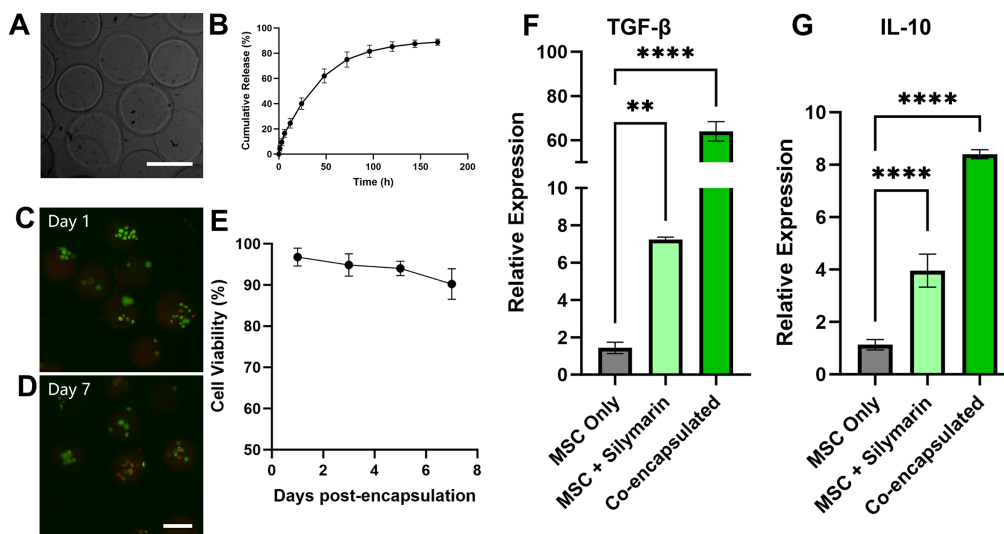 A
B
Cumulative Release (%)
100
80
60
40
20
0
0
50
100
150
200
Time (h)
C
Day 1
D
Day 7
E
Cell Viability (%)
100
90
80
70
60
50
0
2
4
6
8
Days post-encapsulation
F
TGF-β
Relative Expression
100
80
60
10
8
6
4
2
0
****
**
MSC Only
MSC + Silymarin
Co-encapsulated
G
IL-10
Relative Expression
10
8
6
4
2
0
****
****
MSC Only
MSC + Silymarin
Co-encapsulated